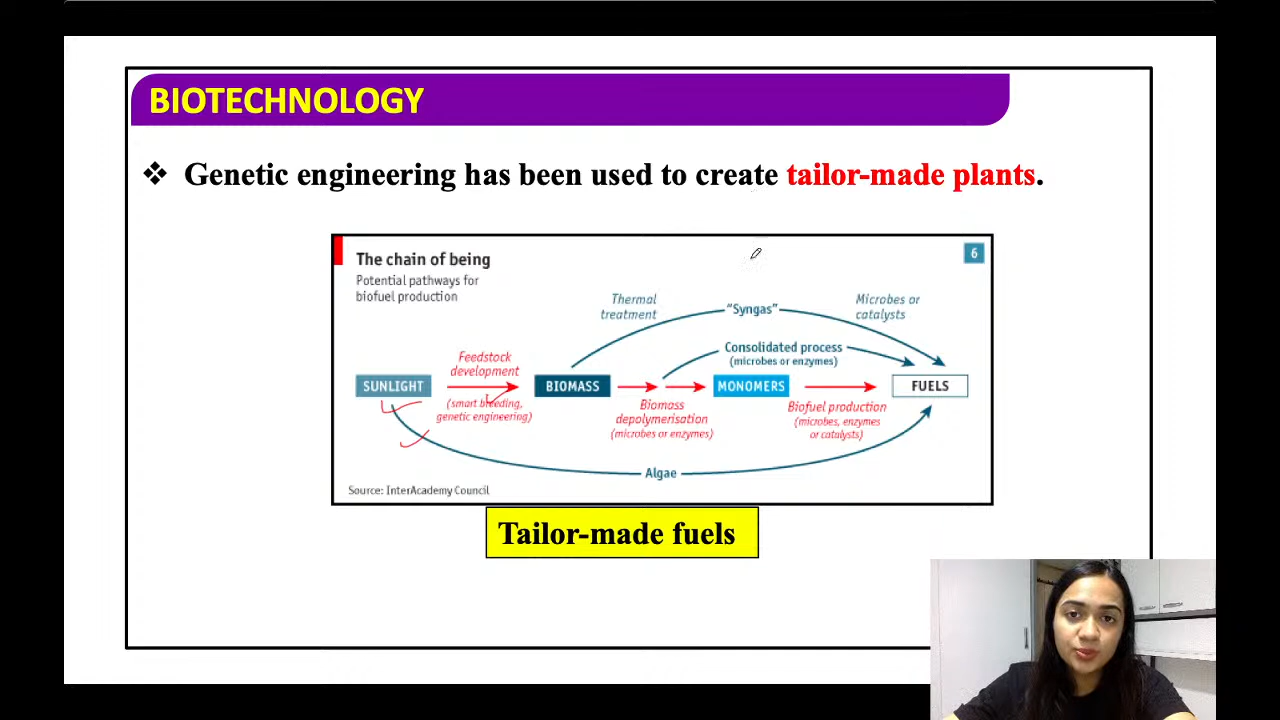 BIOTECHNOLOGY
❖ Genetic engineering has been used to create tailor-made plants.
The chain of being
6
Potential pathways for
biofuel production
Thermal
treatment
"Syngas"
Microbes or
catalysts
Consolidated process
(microbes or enzymes)
Feedstock
development
SUNLIGHT
BIOMASS
MONOMERS
FUELS
(smart breeding,
genetic engineering)
Biomass
depolymerisation
(microbes or enzymes)
Biofuel production
(microbes, enzymes
or catalysts)
Algae
Source: InterAcademy Council
Tailor-made fuels